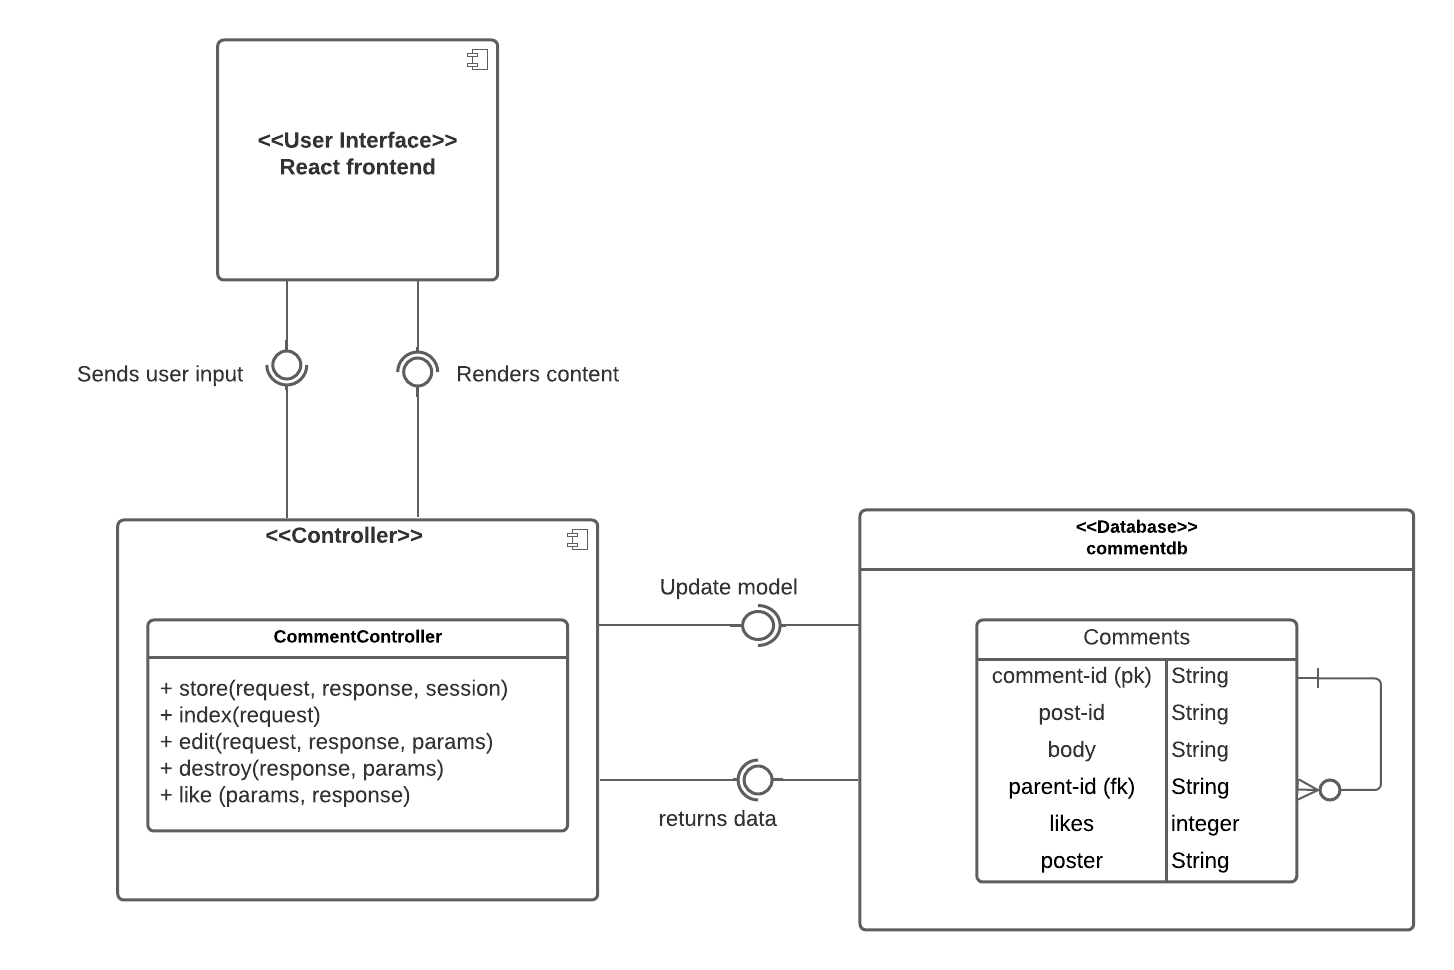 <<User Interface>>
React frontend
Sends user input
Renders content
<<Controller>>
CommentController
+ store(request, response, session)
+ index(request)
+ edit(request, response, params)
+ destroy(response, params)
+ like (params, response)
Update model
returns data
<<Database>>
commentdb
Comments
comment-id (pk) String
post-id String
body String
parent-id (fk) String
likes integer
poster String